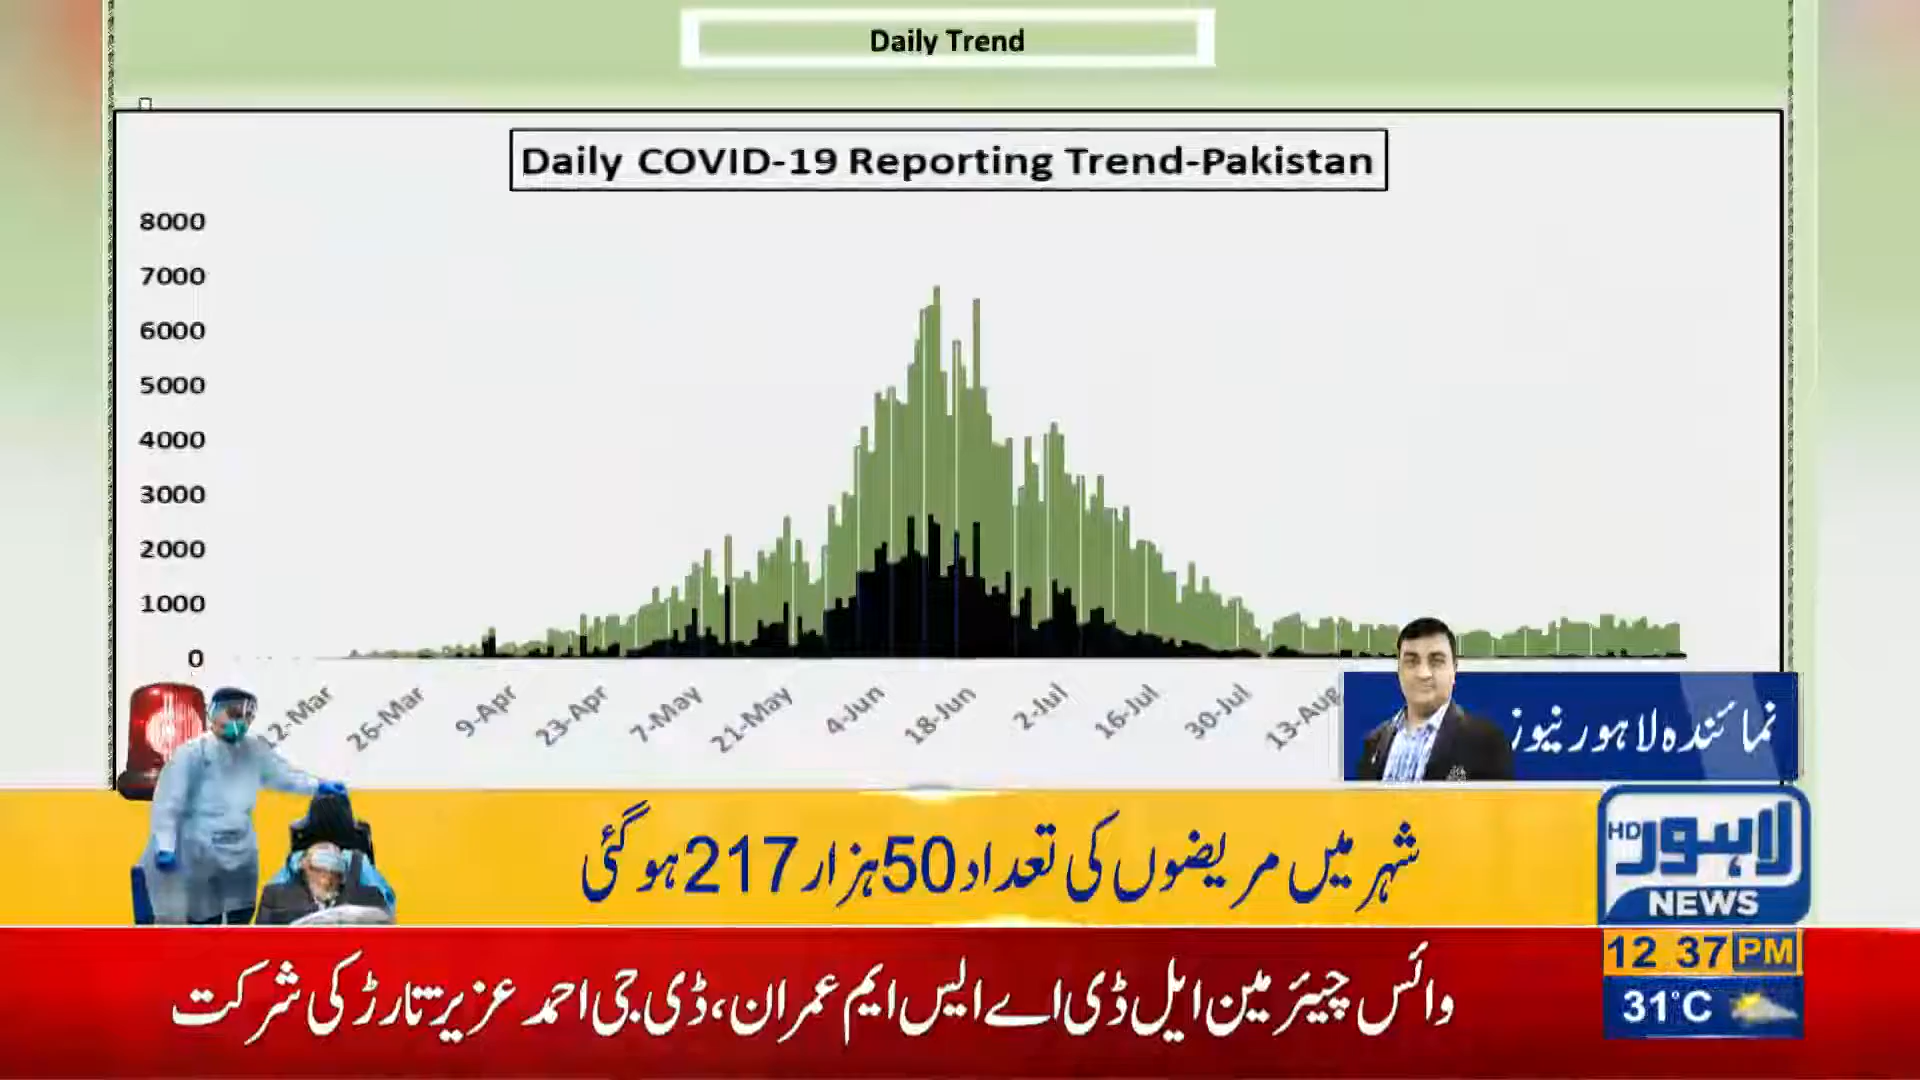 Daily Trend
Daily COVID-19 Reporting Trend-Pakistan
8000
7000
6000
5000
4000
3000
2000
1000
0
12-Mar
26-Mar
9-Apr
23-Apr
7-May
21-May
4-Jun
18-Jun
2-Jul
16-Jul
30-Jul
13-Aug
نمائندہ لاہور نیوز
شہر میں مریضوں کی تعداد 50 ہزار 217 ہو گئی
HD لاہور
NEWS
وائس چیئرمین ایل ڈی اے ایس ایم عمران، ڈی جی احمد عزیز تارڑ کی شرکت
12 37 PM
31°C